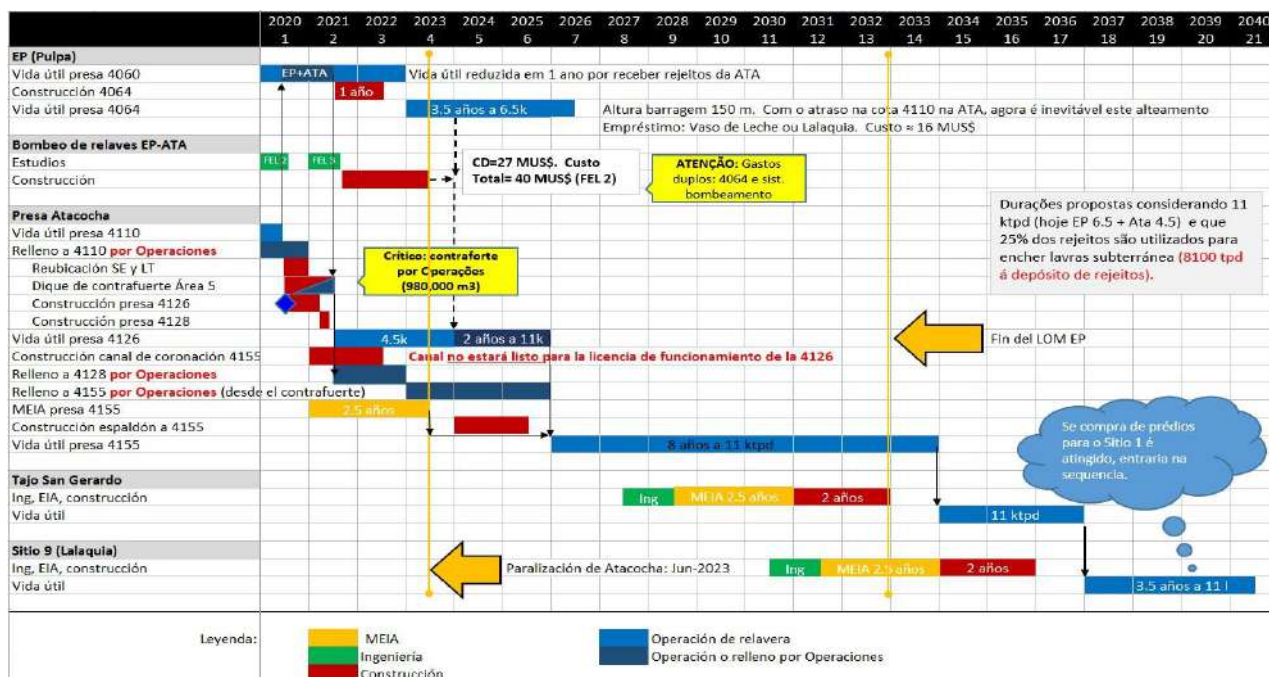 2020 2021 2022 2023 2024 2025 2026 2027 2028 2029 2030 2031 2032 2033 2034 2035 2036 2037 2038 2039 2040
1 2 3 4 5 6 7 8 9 10 11 12 13 14 15 16 17 18 19 20 21
EP (Pulpa)
Vida útil presa 4060 EP+ATA Vida útil reduzida em 1 ano por receber rejeitos da ATA
Construcción 4064 1 año
Vida útil presa 4064 3.5 años a 6.5k Altura barragem 150 m. Com o atraso na cota 4110 na ATA, agora é inevitável este alteamento
Empréstimo: Vaso de Leche ou Lalaquia. Custo ≈ 16 MUS$
Bombeo de relaves EP-ATA
Estudios FEL 2 FEL 3
Construcción
CD=27 MUS$. Custo
Total= 40 MUS$ (FEL 2)
ATENÇÃO: Gastos
duplos: 4064 e sist.
bombeamento
Durações propostas considerando 11
ktpd (hoje EP 6.5 + Ata 4.5) e que
25% dos rejeitos são utilizados para
encher lavras subterránea (8100 tpd
á depósito de rejeitos).
Presa Atacocha
Vida útil presa 4110
Relleno a 4110 por Operaciones
Reubicación SE y LT
Dique de contrafuerte Área 5
Construcción presa 4126
Construcción presa 4128
Crítico: contraforte
por Operações
(980,000 m3)
Vida útil presa 4126 4.5k 2 años a 11k
Fin del LOM EP
Construcción canal de coronación 4155 Canal no estará listo para la licencia de funcionamiento de la 4126
Relleno a 4128 por Operaciones
Relleno a 4155 por Operaciones (desde el contrafuerte)
MEIA presa 4155 2.5 años
Construcción espaldón a 4155
Vida útil presa 4155 8 años a 11 ktpd
Se compra de prédios
para o Sitio 1 é
atingido, entraria na
sequencia.
Tajo San Gerardo
Ing, EIA, construcción Ing MEIA 2.5 años 2 años
Vida útil 11 ktpd
Sitio 9 (Lalaquia)
Ing, EIA, construcción Paralización de Atacocha: Jun-2023 Ing MEIA 2.5 años 2 años
Vida útil 3.5 años a 11 l
Leyenda: MEIA Operación de relavera
Ingeniería Operación o relleno por Operaciones
Construcción